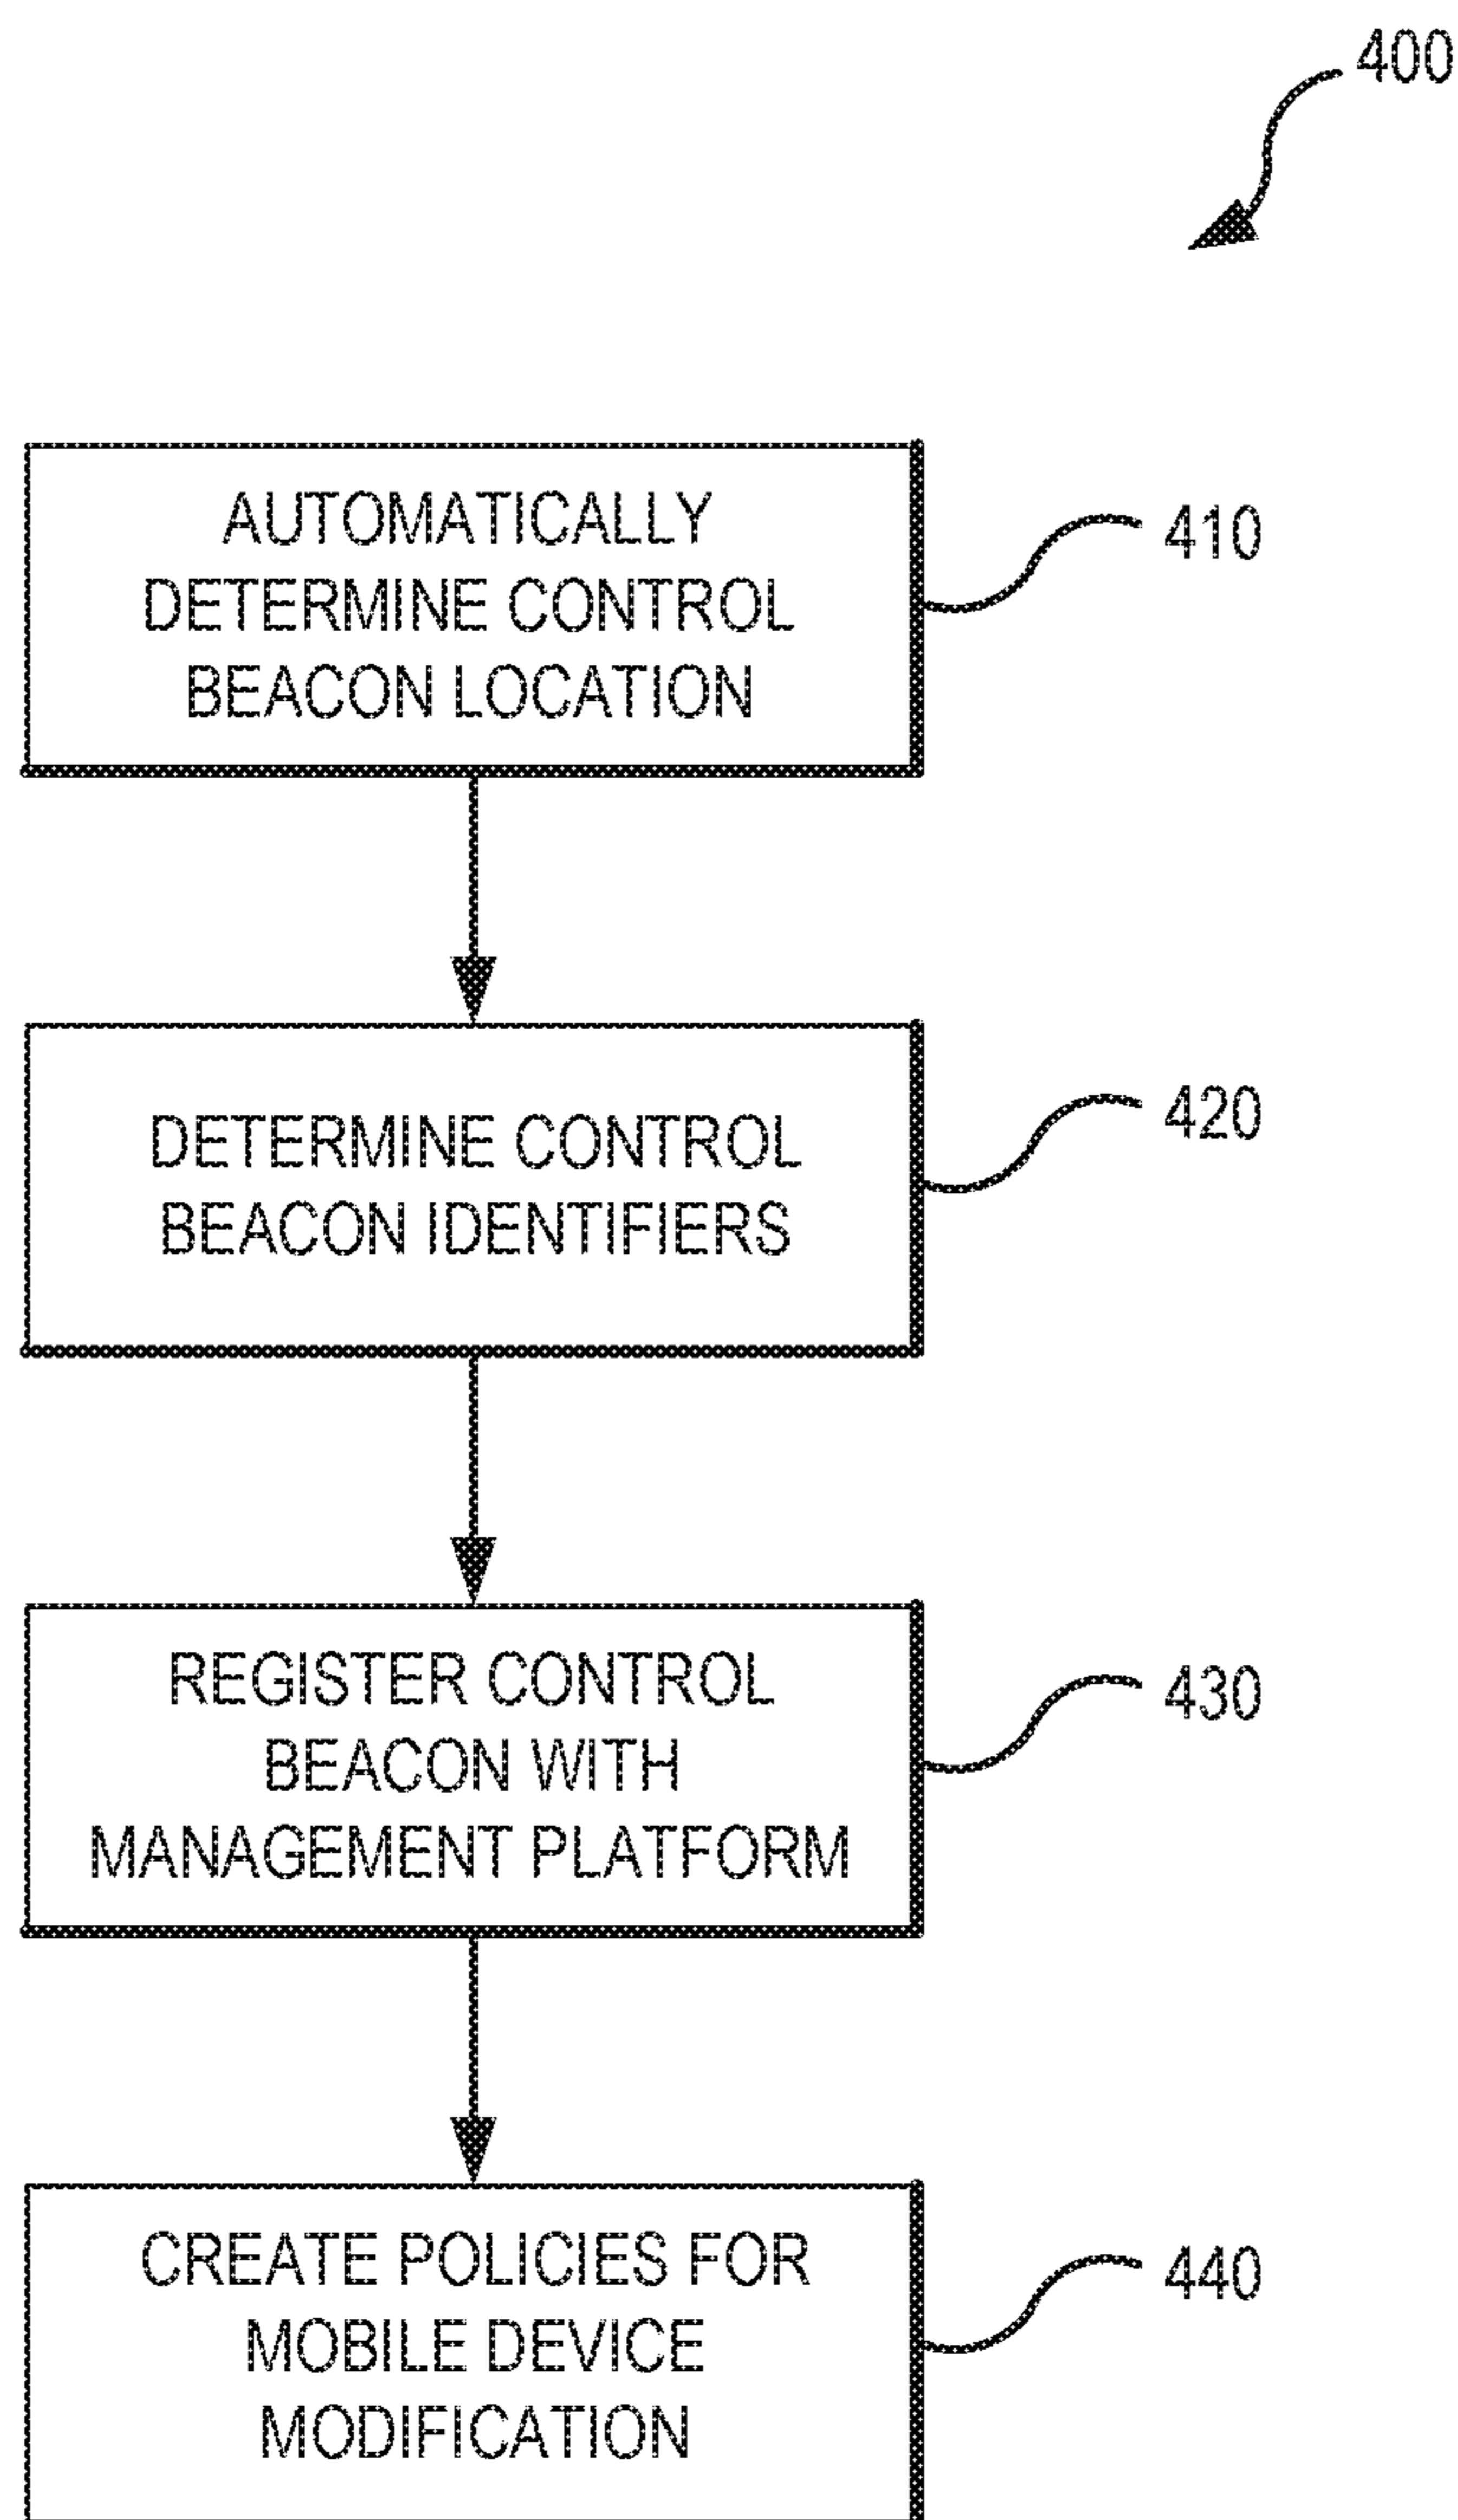 400
AUTOMATICALLY
DETERMINE CONTROL
BEACON LOCATION
410
DETERMINE CONTROL
BEACON IDENTIFIERS
420
REGISTER CONTROL
BEACON WITH
MANAGEMENT PLATFORM
430
CREATE POLICIES FOR
MOBILE DEVICE
MODIFICATION
440